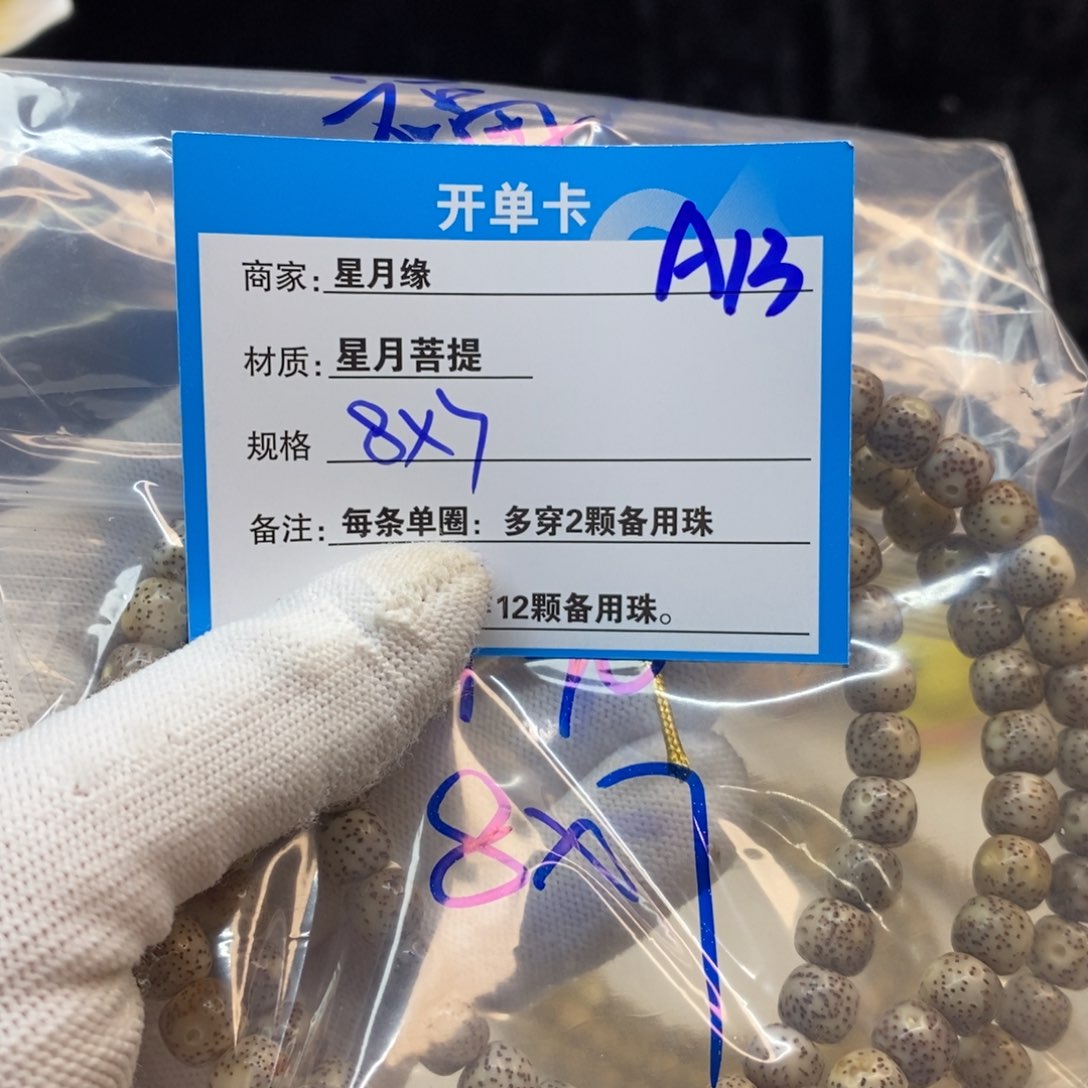 开单卡
A13
商家：星月缘
材质：星月菩提
规格 8X7
备注：每条单圈：多穿2颗备用珠
12颗备用珠。
8X7